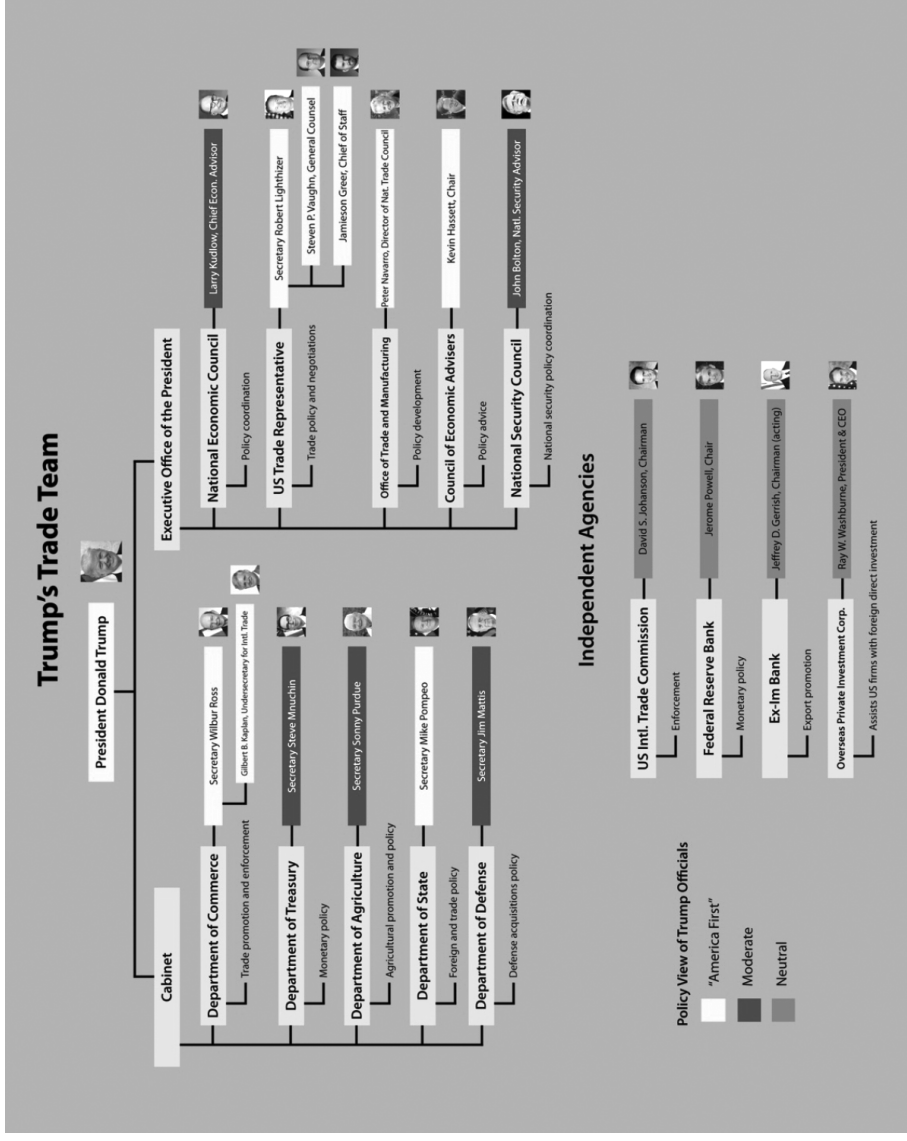 Trump's Trade Team
President Donald Trump
Cabinet
Department of Commerce
Secretary Wilbur Ross
Gilbert B. Kaplan, Undersecretary for Intl. Trade
Trade promotion and enforcement
Department of Treasury
Secretary Steve Mnuchin
Monetary policy
Department of Agriculture
Secretary Sonny Purdue
Agricultural promotion and policy
Department of State
Secretary Mike Pompeo
Foreign and trade policy
Department of Defense
Secretary Jim Mattis
Defense acquisitions policy
Executive Office of the President
National Economic Council
Larry Kudlow, Chief Econ. Advisor
Policy coordination
US Trade Representative
Secretary Robert Lighthizer
Steven P. Vaughn, General Counsel
Jamieson Greer, Chief of Staff
Trade policy and negotiations
Office of Trade and Manufacturing
Peter Navarro, Director of Nat. Trade Council
Policy development
Council of Economic Advisers
Kevin Hassett, Chair
Policy advice
National Security Council
John Bolton, Natl. Security Advisor
National security policy coordination
Policy View of Trump Officials
"America First"
Moderate
Neutral
Independent Agencies
US Intl. Trade Commission
David S. Johanson, Chairman
Enforcement
Federal Reserve Bank
Jerome Powell, Chair
Monetary policy
Ex-Im Bank
Jeffrey D. Gerrish, Chairman (acting)
Export promotion
Overseas Private Investment Corp.
Ray W. Washburne, President & CEO
Assists US firms with foreign direct investment